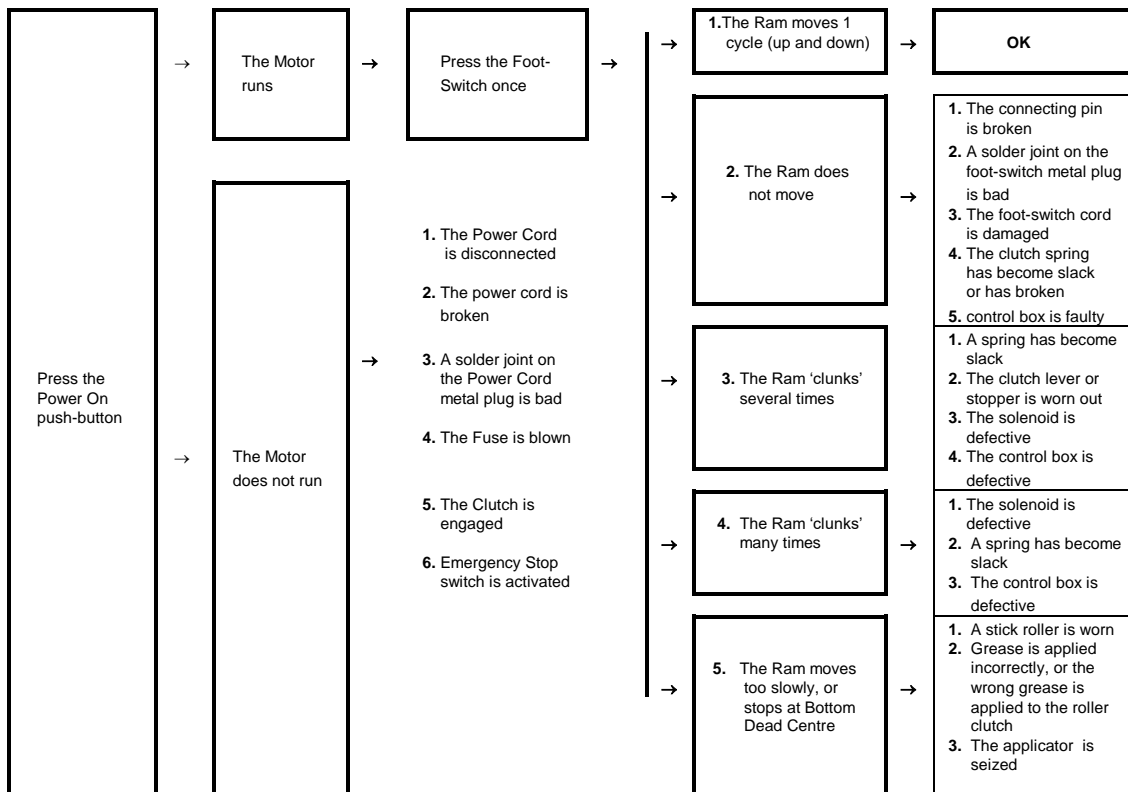 Press the
Power On
push-button
→
The Motor
runs
→
Press the Foot-
Switch once
→
→
The Motor
does not run
→
1. The Power Cord
is disconnected
2. The power cord is
broken
3. A solder joint on
the Power Cord
metal plug is bad
4. The Fuse is blown
5. The Clutch is
engaged
6. Emergency Stop
switch is activated
→
1.The Ram moves 1
cycle (up and down)
→
OK
→
2. The Ram does
not move
→
1. The connecting pin
is broken
2. A solder joint on the
foot-switch metal plug
is bad
3. The foot-switch cord
is damaged
4. The clutch spring
has become slack
or has broken
5. control box is faulty
→
3. The Ram 'clunks'
several times
→
1. A spring has become
slack
2. The clutch lever or
stopper is worn out
3. The solenoid is
defective
4. The control box is
defective
→
4. The Ram 'clunks'
many times
→
1. The solenoid is
defective
2. A spring has become
slack
3. The control box is
defective
→
5. The Ram moves
too slowly, or
stops at Bottom
Dead Centre
→
1. A stick roller is worn
2. Grease is applied
incorrectly, or the
wrong grease is
applied to the roller
clutch
3. The applicator is
seized